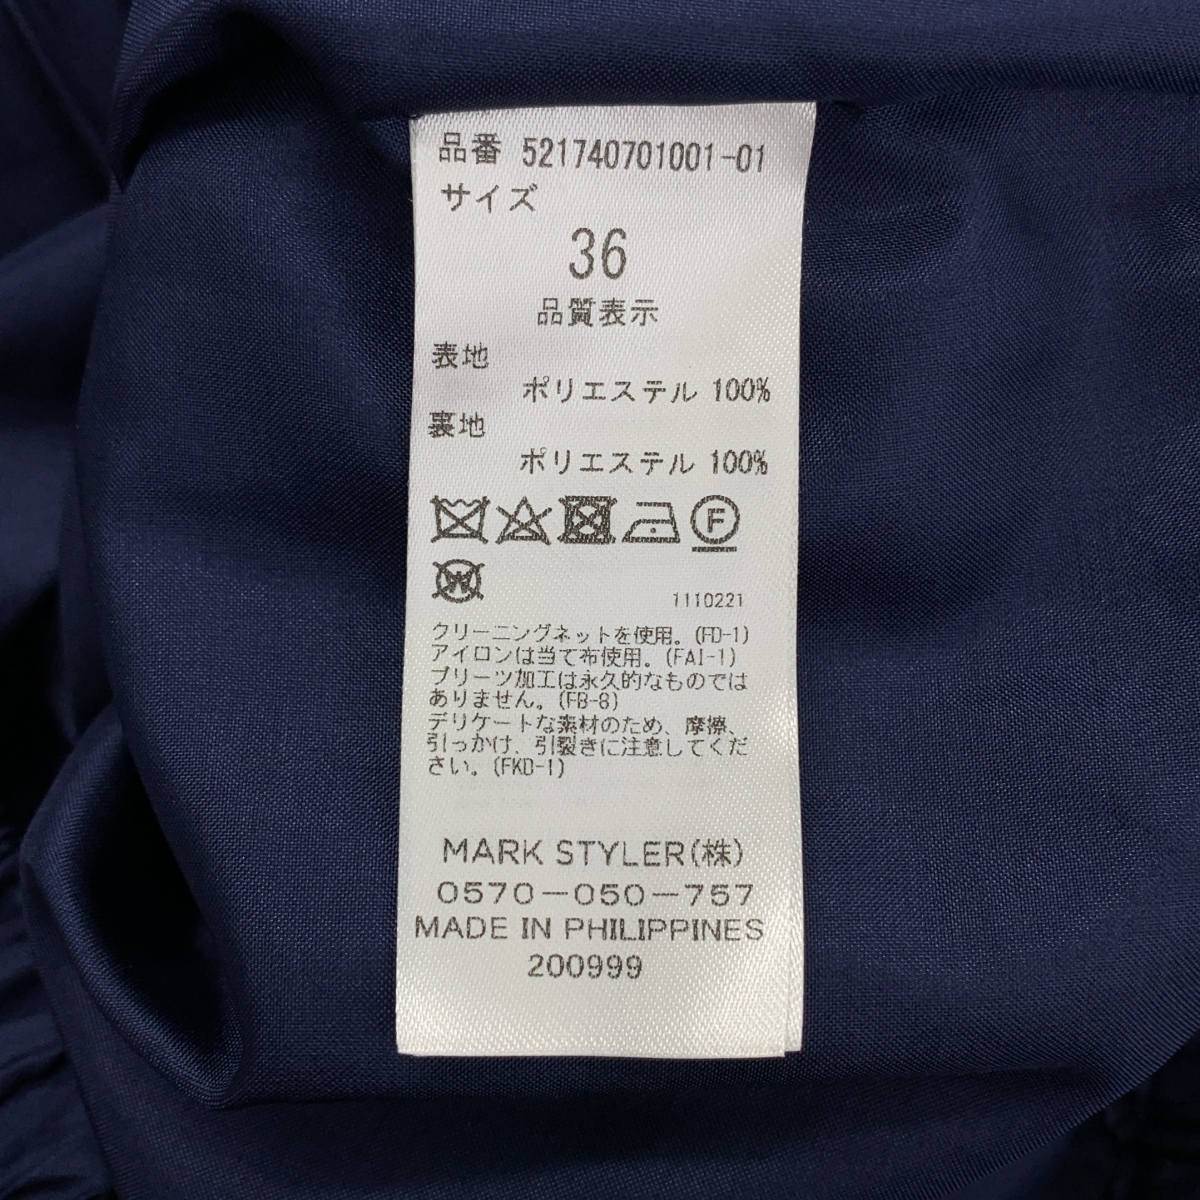 品番 521740701001-01
サイズ
36
品質表示
表地
ポリエステル 100%
裏地
ポリエステル 100%
F
W
1110221
クリーニングネットを使用。(FD-1)
アイロンは当て布使用。(FAI-1)
プリーツ加工は永久的なものでは
ありません。(FB-8)
デリケートな素材のため、摩擦、
引っかけ、引裂きに注意してくだ
さい。(FKD-1)
MARK STYLER(株)
0570-050-757
MADE IN PHILIPPINES
200999